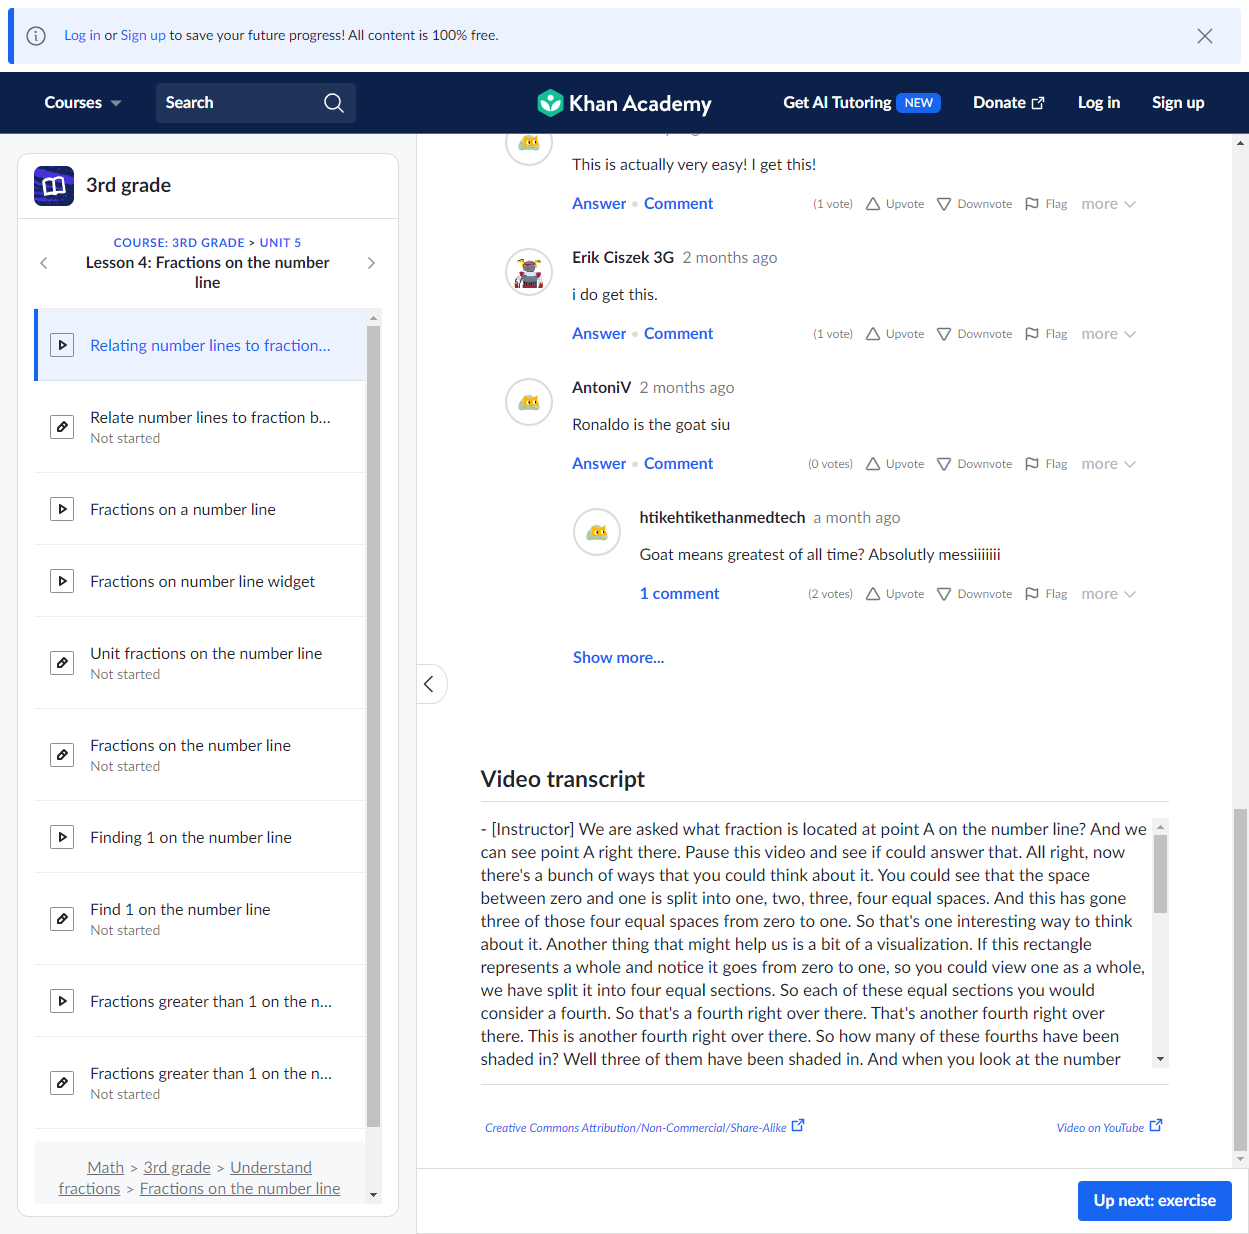 Log in or Sign up to save your future progress! All content is 100% free.
Courses
Search
Khan Academy
Get AI Tutoring NEW
Donate
Log in
Sign up
3rd grade
COURSE: 3RD GRADE > UNIT 5
Lesson 4: Fractions on the number
line
Relating number lines to fraction...
Relate number lines to fraction b...
Not started
Fractions on a number line
Fractions on number line widget
Unit fractions on the number line
Not started
Fractions on the number line
Not started
Finding 1 on the number line
Find 1 on the number line
Not started
Fractions greater than 1 on the n...
Fractions greater than 1 on the n...
Not started
Math > 3rd grade > Understand
fractions > Fractions on the number line
This is actually very easy! I get this!
Answer • Comment (1 vote) Upvote Downvote Flag more
Erik Ciszek 3G 2 months ago
i do get this.
Answer • Comment (1 vote) Upvote Downvote Flag more
AntoniV 2 months ago
Ronaldo is the goat siu
Answer • Comment (0 votes) Upvote Downvote Flag more
htikehtikethanmedtech a month ago
Goat means greatest of all time? Absolutly messiiiiiii
1 comment (2 votes) Upvote Downvote Flag more
Show more...
Video transcript
- [Instructor] We are asked what fraction is located at point A on the number line? And we
can see point A right there. Pause this video and see if could answer that. All right, now
there's a bunch of ways that you could think about it. You could see that the space
between zero and one is split into one, two, three, four equal spaces. And this has gone
three of those four equal spaces from zero to one. So that's one interesting way to think
about it. Another thing that might help us is a bit of a visualization. If this rectangle
represents a whole and notice it goes from zero to one, so you could view one as a whole,
we have split it into four equal sections. So each of these equal sections you would
consider a fourth. So that's a fourth right over there. That's another fourth right over
there. This is another fourth right over there. So how many of these fourths have been
shaded in? Well three of them have been shaded in. And when you look at the number
Creative Commons Attribution/Non-Commercial/Share-Alike
Video on YouTube
Up next: exercise